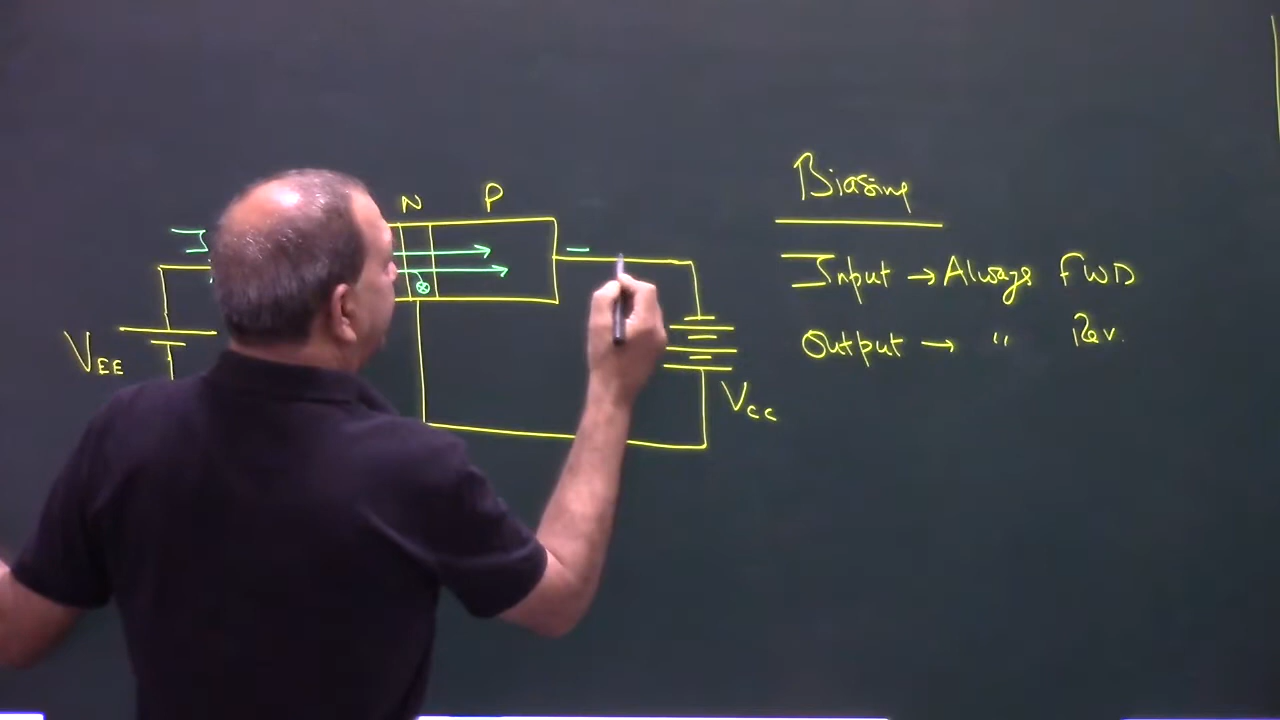 Biasing
N P
Input → Always FWD
Output → " Rev.
VEE
VCC